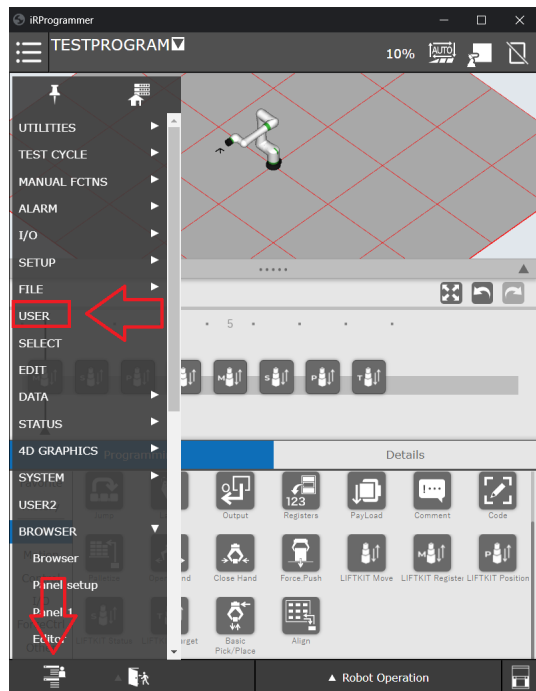 iRProgrammer
TESTPROGRAM
10%
AUTO
UTILITIES
TEST CYCLE
MANUAL FCTNS
ALARM
I/O
SETUP
FILE
USER
5
SELECT
EDIT
M
S
P
T
DATA
STATUS
4D GRAPHICS
Details
SYSTEM
USER2
Output
123
Registers
PayLoad
Comment
Code
BROWSER
Browser
Close Hand
Force.Push
LIFTKIT Move
M
LIFTKIT Register
P
LIFTKIT Position
Panel setup
Panel 1
Editor
Basic
Pick/Place
Align
Robot Operation